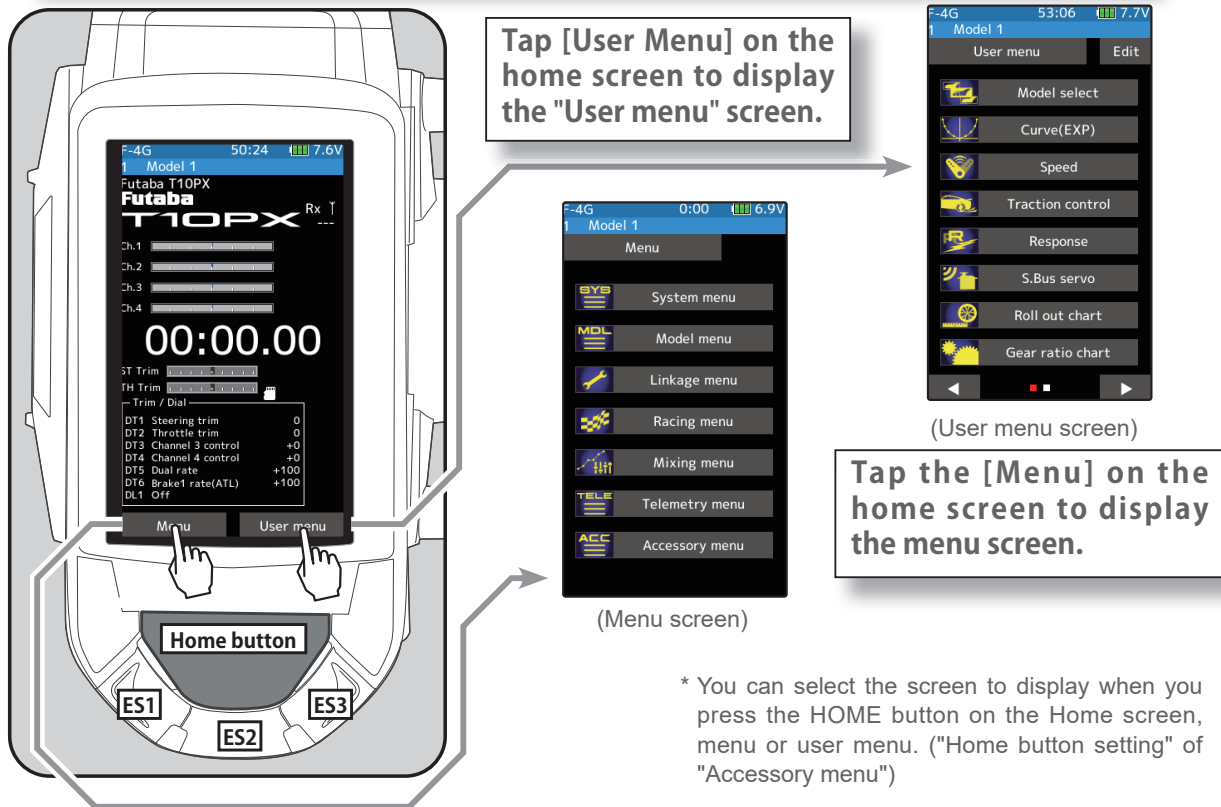 Tap [User Menu] on the
home screen to display
the "User menu" screen.
F-4G 53:06 7.7V
1 Model 1
User menu Edit
Model select
Curve(EXP)
Speed
Traction control
Response
S.Bus servo
Roll out chart
Gear ratio chart
(User menu screen)
F-4G 50:24 7.6V
1 Model 1
Futaba T10PX
Futaba
T10PX
Rx
---
Ch.1
Ch.2
Ch.3
Ch.4
00:00.00
ST Trim
TH Trim
Trim / Dial
DT1 Steering trim 0
DT2 Throttle trim 0
DT3 Channel 3 control +0
DT4 Channel 4 control +0
DT5 Dual rate +100
DT6 Brake1 rate(ATL) +100
DL1 Off
Menu User menu
Home button
ES1
ES2
ES3
F-4G 0:00 6.9V
1 Model 1
Menu
SYS System menu
MDL Model menu
Linkage menu
Racing menu
Mixing menu
TELE Telemetry menu
ACC Accessory menu
(Menu screen)
Tap the [Menu] on the
home screen to display
the menu screen.
* You can select the screen to display when you
press the HOME button on the Home screen,
menu or user menu. ("Home button setting" of
"Accessory menu")